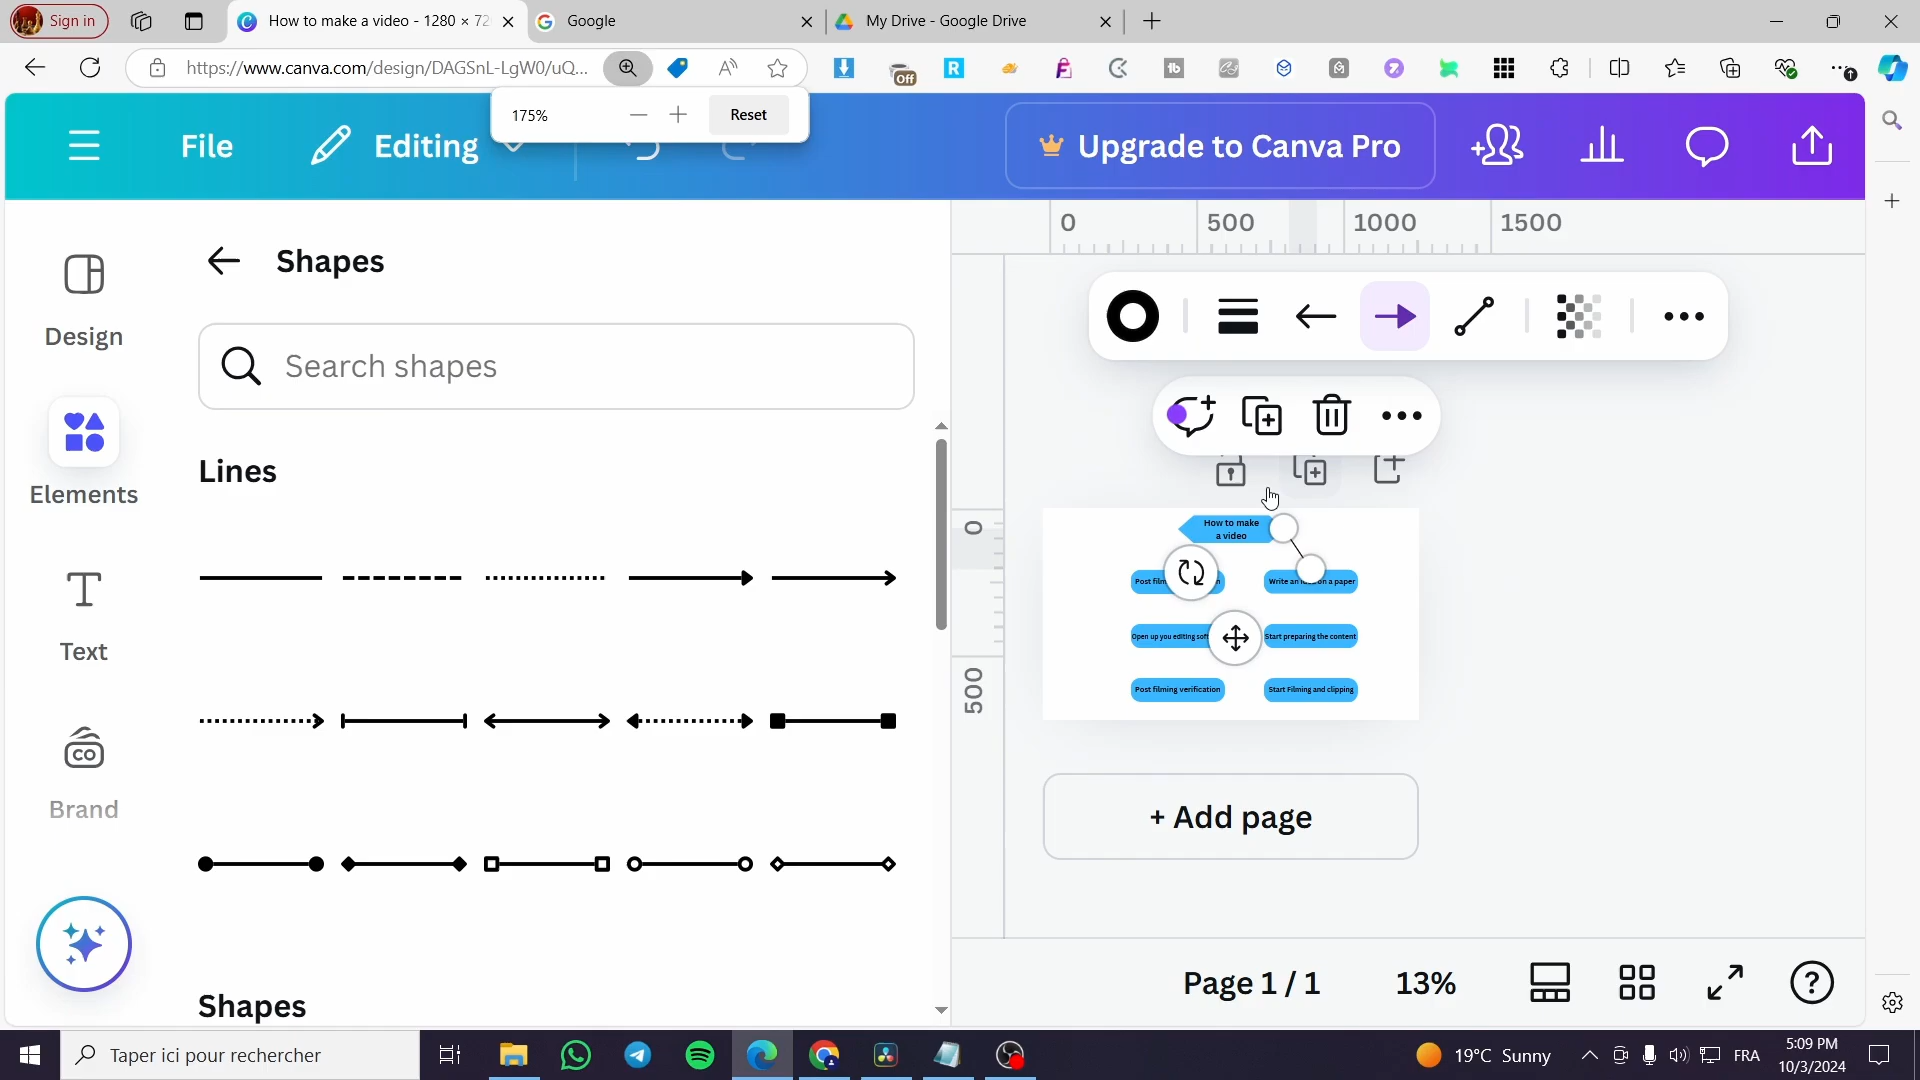 Sign in
How to make a video - 1280 × 72
Google
My Drive - Google Drive
https://www.canva.com/design/DAGSnL-LgW0/uQ...
Off
175%
Reset
File
Editing
Upgrade to Canva Pro
Design
Elements
Text
Brand
Shapes
Search shapes
Lines
Shapes
0
500
1000
1500
0
500
How to make
a video
Post film
Write an
on a paper
Open up you editing soft
Start preparing the content
Post filming verification
Start Filming and clipping
+ Add page
Page 1 / 1
13%
Taper ici pour rechercher
19°C Sunny
FRA
5:09 PM
10/3/2024